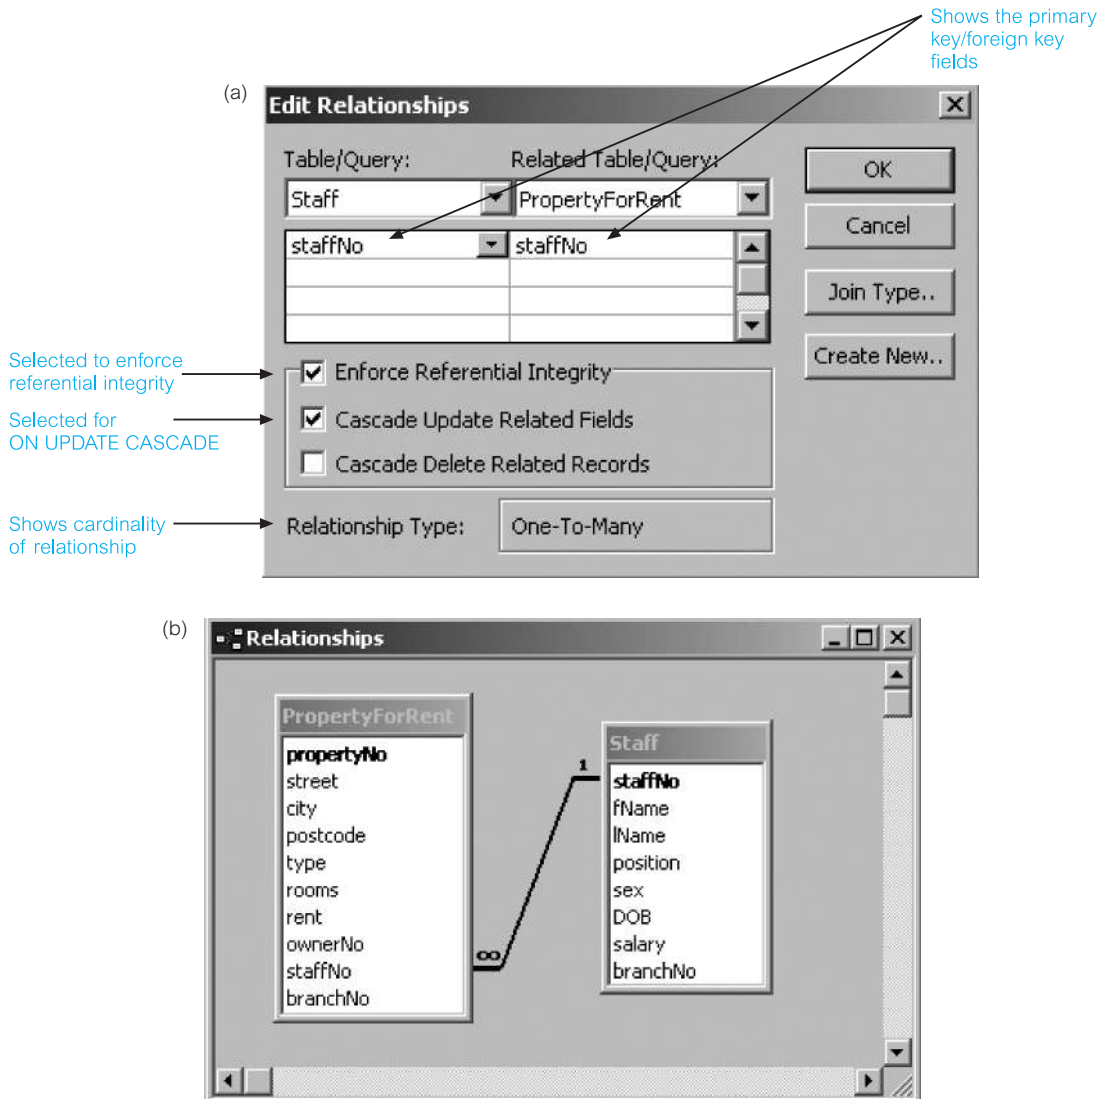 Shows the primary
key/foreign key
fields
(a)
Edit Relationships
Table/Query:
Related Table/Query:
OK
Staff
PropertyForRent
Cancel
staffNo
staffNo
Join Type..
Create New..
Selected to enforce
referential integrity
Enforce Referential Integrity
Selected for
ON UPDATE CASCADE
Cascade Update Related Fields
Cascade Delete Related Records
Shows cardinality
of relationship
Relationship Type:
One-To-Many
(b)
Relationships
PropertyForRent
propertyNo
street
city
postcode
type
rooms
rent
ownerNo
staffNo
branchNo
∞
1
Staff
staffNo
fName
lName
position
sex
DOB
salary
branchNo